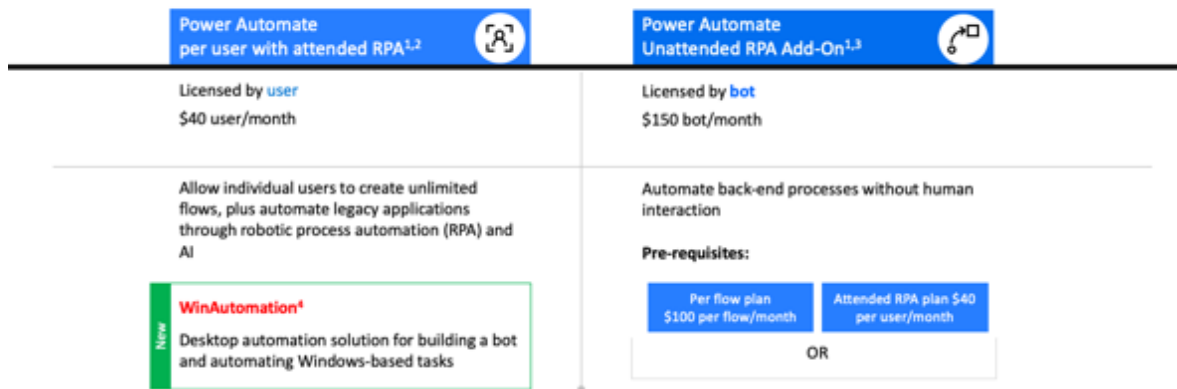 Power Automate
per user with attended RPA1,2
Power Automate
Unattended RPA Add-On1,3
Licensed by user
$40 user/month
Licensed by bot
$150 bot/month
Allow individual users to create unlimited
flows, plus automate legacy applications
through robotic process automation (RPA) and
AI
Automate back-end processes without human
interaction
Pre-requisites:
New
WinAutomation4
Desktop automation solution for building a bot
and automating Windows-based tasks
Per flow plan
$100 per flow/month
Attended RPA plan $40
per user/month
OR